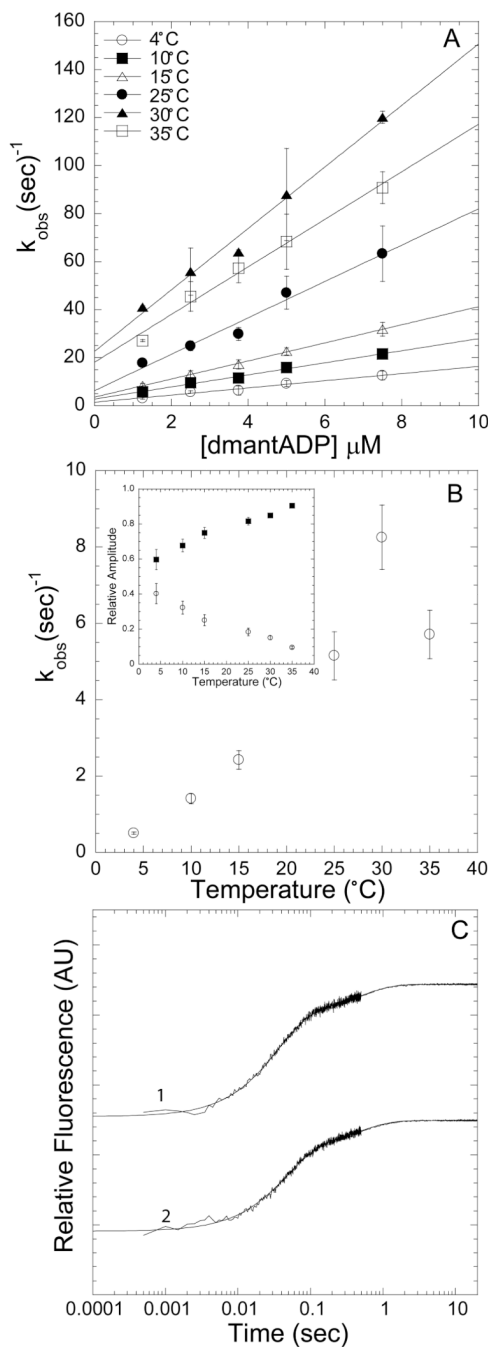 A
160
140
120
100
80
60
40
20
0
k_obs(sec)^-1
4°C
10°C
15°C
25°C
30°C
35°C
0 2 4 6 8 10
[dmantADP] μM
B
10
8
6
4
2
0
k_obs(sec)^-1
1.0
0.8
0.6
0.4
0.2
0
Relative Amplitude
0 5 10 15 20 25 30 35 40
Temperature (°C)
0 5 10 15 20 25 30 35 40
Temperature (°C)
C
Relative Fluorescence (AU)
1
2
0.0001 0.001 0.01 0.1 1 10
Time (sec)